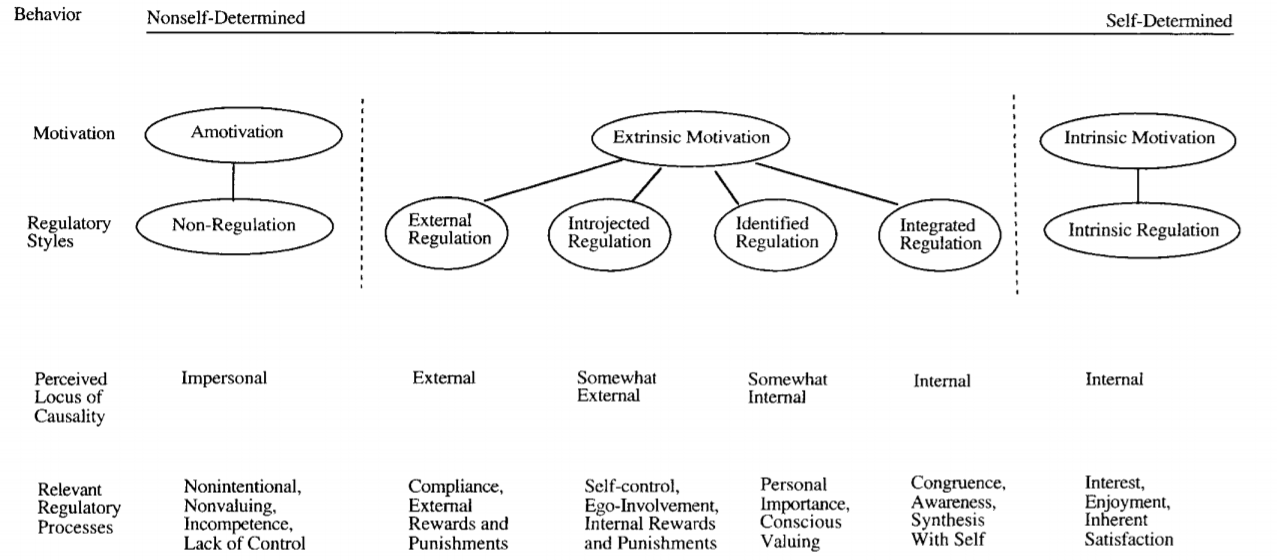 Behavior
Nonself-Determined
Self-Determined
Motivation
Amotivation
Extrinsic Motivation
Intrinsic Motivation
Regulatory
Styles
Non-Regulation
External
Regulation
Introjected
Regulation
Identified
Regulation
Integrated
Regulation
Intrinsic Regulation
Perceived
Locus of
Causality
Impersonal
External
Somewhat
External
Somewhat
Internal
Internal
Internal
Relevant
Regulatory
Processes
Nonintentional,
Nonvaluing,
Incompetence,
Lack of Control
Compliance,
External
Rewards and
Punishments
Self-control,
Ego-Involvement,
Internal Rewards
and Punishments
Personal
Importance,
Conscious
Valuing
Congruence,
Awareness,
Synthesis
With Self
Interest,
Enjoyment,
Inherent
Satisfaction